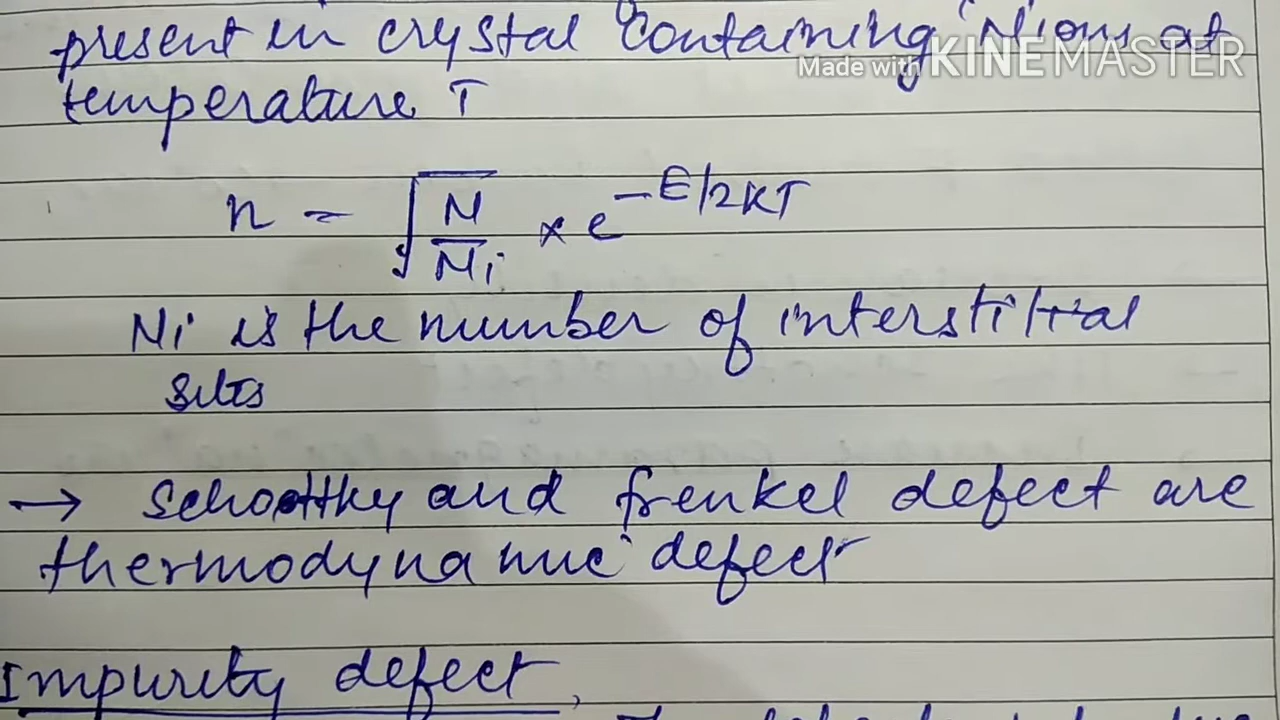 present in crystal containing N ions at
Made with KINEMASTER
temperature T
n = √N/Ni × e^-E/2KT
Ni is the number of interstitial
sites
→ Schottky and frenkel defect are
thermodynamic defect
Impurity defect